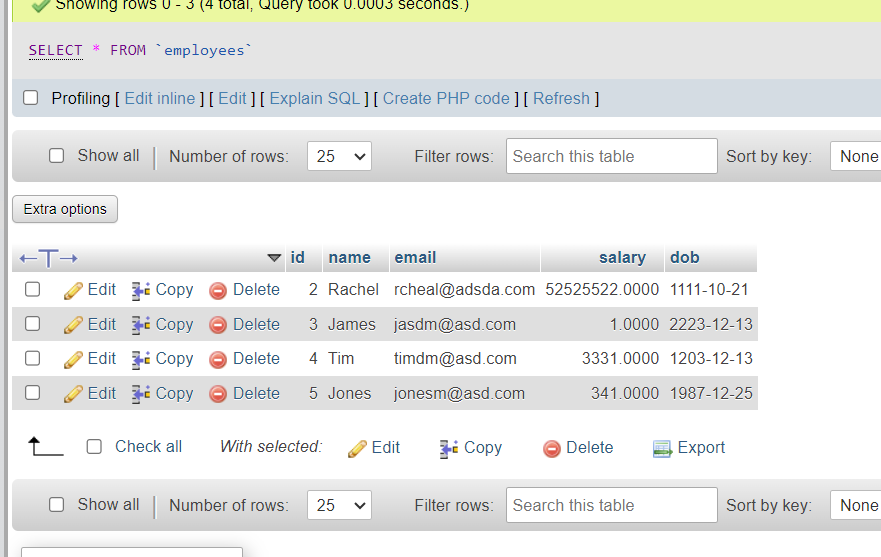 Showing rows 0 - 3 (4 total, Query took 0.0003 seconds.)
SELECT * FROM `employees`
Profiling [ Edit inline ] [ Edit ] [ Explain SQL ] [ Create PHP code ] [ Refresh ]
Show all Number of rows: 25 Filter rows: Search this table Sort by key: None
Extra options
id name email salary dob
Edit Copy Delete 2 Rachel rcheal@adsda.com 52525522.0000 1111-10-21
Edit Copy Delete 3 James jasdm@asd.com 1.0000 2223-12-13
Edit Copy Delete 4 Tim timdm@asd.com 3331.0000 1203-12-13
Edit Copy Delete 5 Jones jonesm@asd.com 341.0000 1987-12-25
Check all With selected: Edit Copy Delete Export
Show all Number of rows: 25 Filter rows: Search this table Sort by key: None